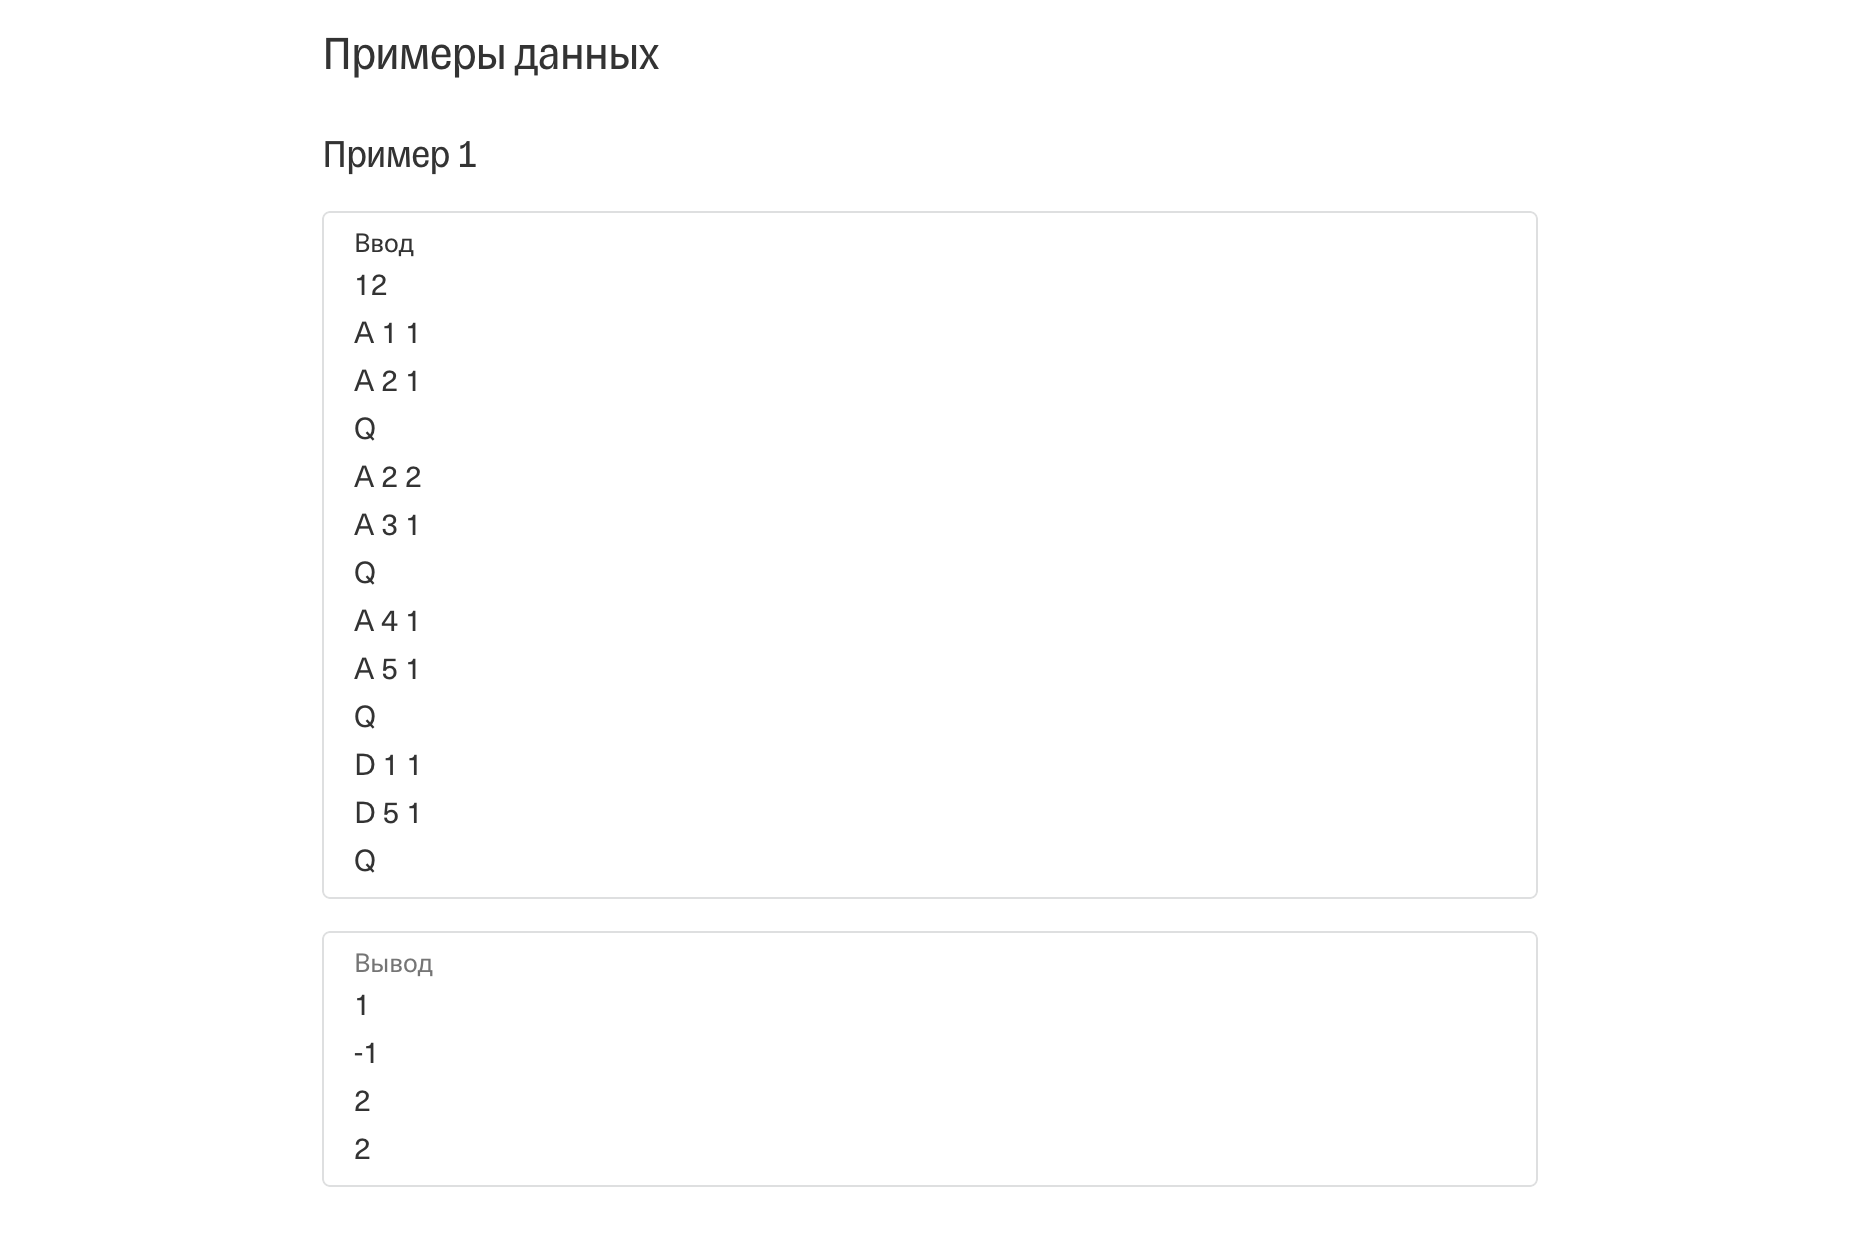 Примеры данных
Пример 1
Ввод
12
A 1 1
A 2 1
Q
A 2 2
A 3 1
Q
A 4 1
A 5 1
Q
D 1 1
D 5 1
Q
Вывод
1
-1
2
2